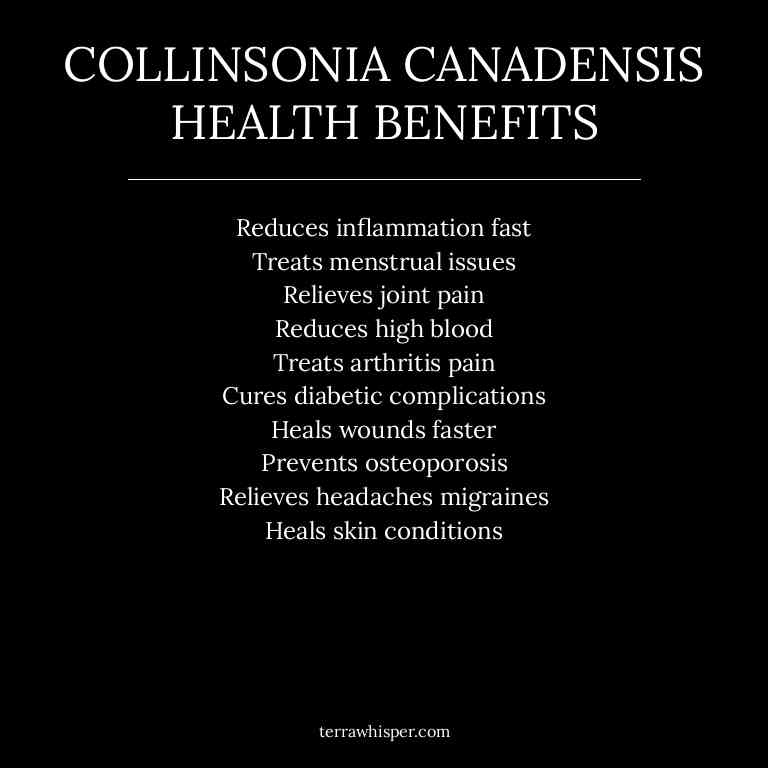 COLLINSONIA CANADENSIS
HEALTH BENEFITS
Reduces inflammation fast
Treats menstrual issues
Relieves joint pain
Reduces high blood
Treats arthritis pain
Cures diabetic complications
Heals wounds faster
Prevents osteoporosis
Relieves headaches migraines
Heals skin conditions
terrawhisper.com